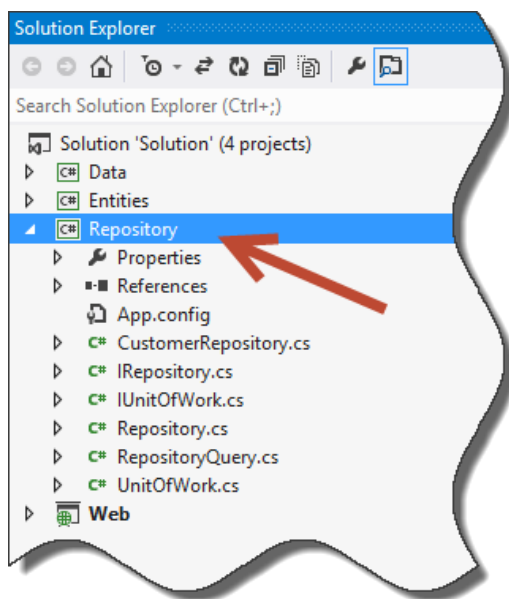 Solution Explorer
Search Solution Explorer (Ctrl+;)
Solution 'Solution' (4 projects)
C# Data
C# Entities
C# Repository
Properties
References
App.config
C# CustomerRepository.cs
C# IRepository.cs
C# IUnitOfWork.cs
C# Repository.cs
C# RepositoryQuery.cs
C# UnitOfWork.cs
Web